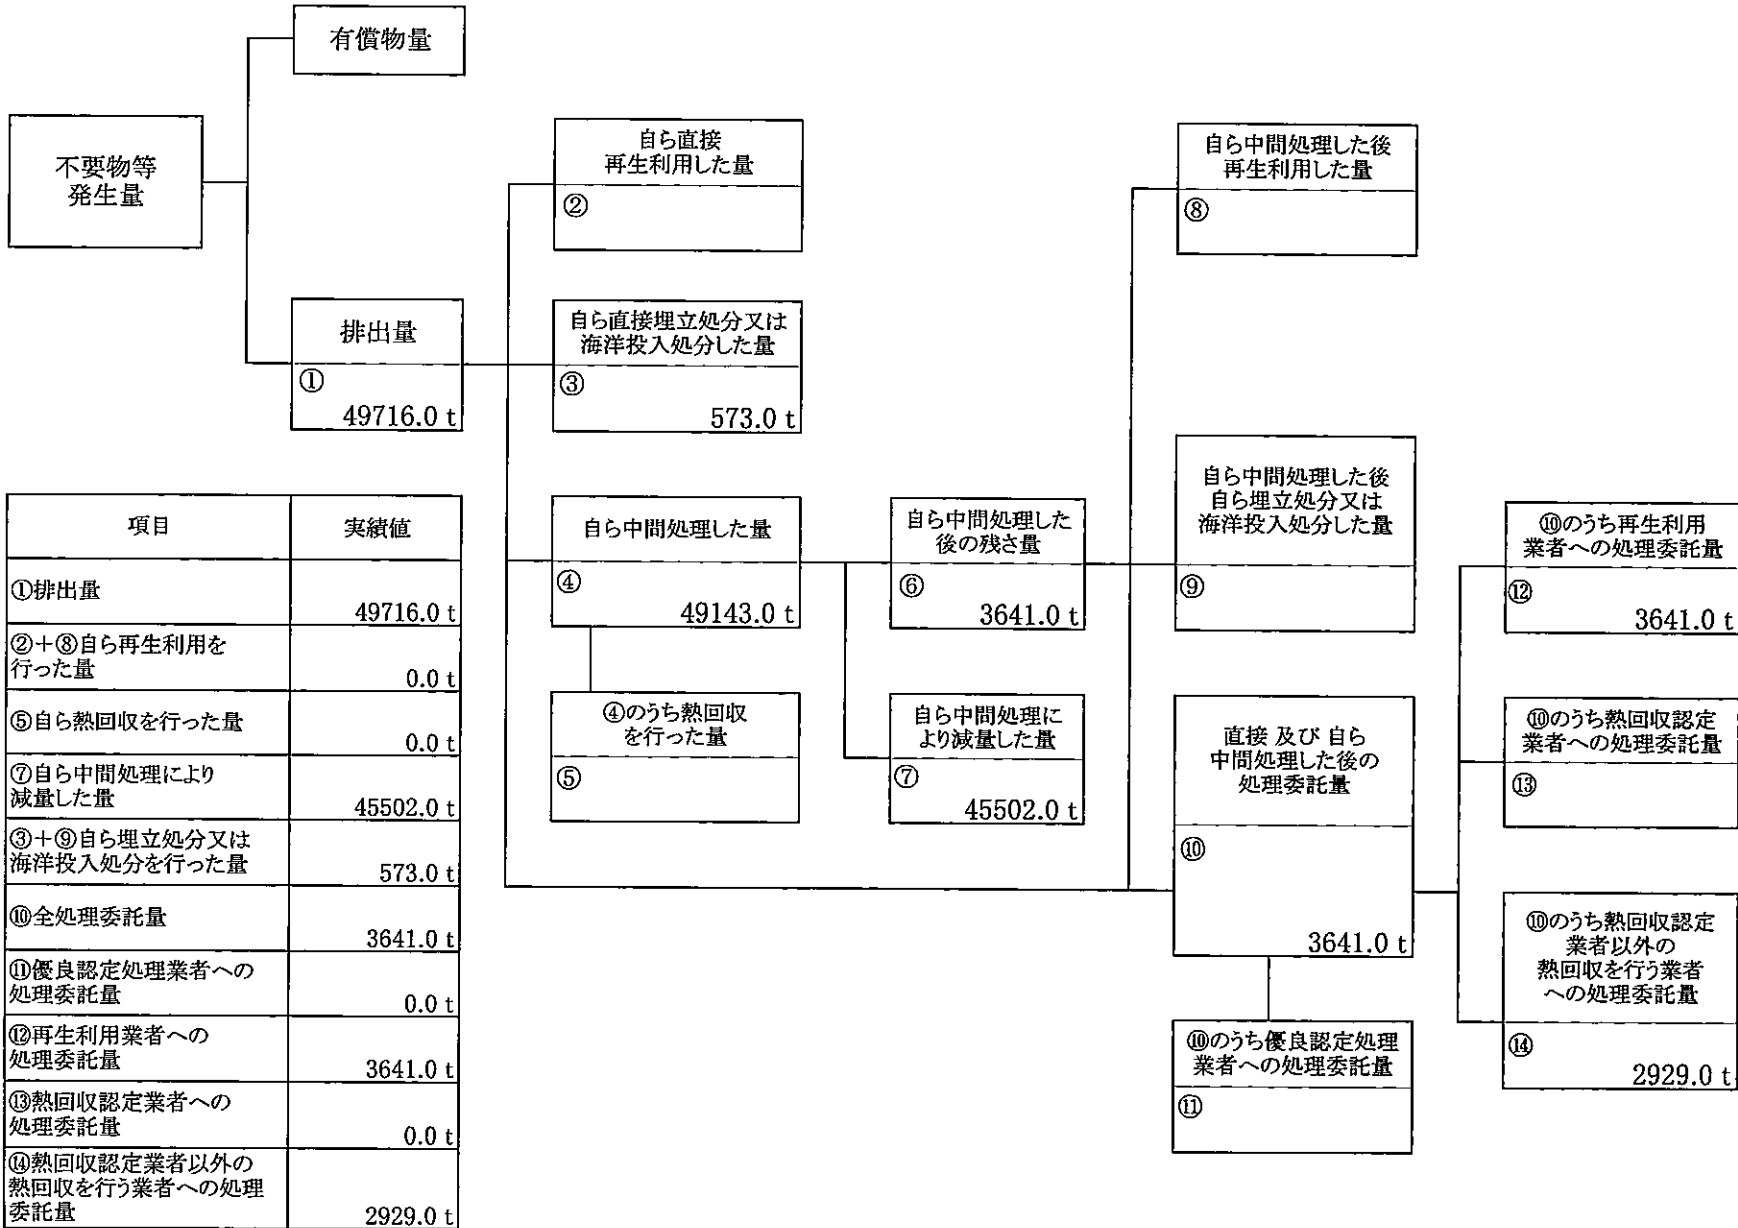 有償物量
不要物等
発生量
排出量
①
49716.0 t
自ら直接
再生利用した量
②
自ら直接埋立処分又は
海洋投入処分した量
③
573.0 t
自ら中間処理した量
④
49143.0 t
④のうち熱回収
を行った量
⑤
自ら中間処理した
後の残さ量
⑥
3641.0 t
自ら中間処理に
より減量した量
⑦
45502.0 t
自ら中間処理した後
再生利用した量
⑧
自ら中間処理した後
自ら埋立処分又は
海洋投入処分した量
⑨
直接 及び 自ら
中間処理した後の
処理委託量
⑩
3641.0 t
⑩のうち優良認定処理
業者への処理委託量
⑪
⑩のうち再生利用
業者への処理委託量
⑫
3641.0 t
⑩のうち熱回収認定
業者への処理委託量
⑬
⑩のうち熱回収認定
業者以外の
熱回収を行う業者
への処理委託量
⑭
2929.0 t
項目 実績値
①排出量
49716.0 t
②+⑧自ら再生利用を
行った量
0.0 t
⑤自ら熱回収を行った量
0.0 t
⑦自ら中間処理により
減量した量
45502.0 t
③+⑨自ら埋立処分又は
海洋投入処分を行った量
573.0 t
⑩全処理委託量
3641.0 t
⑪優良認定処理業者への
処理委託量
0.0 t
⑫再生利用業者への
処理委託量
3641.0 t
⑬熱回収認定業者への
処理委託量
0.0 t
⑭熱回収認定業者以外の
熱回収を行う業者への処理
委託量
2929.0 t